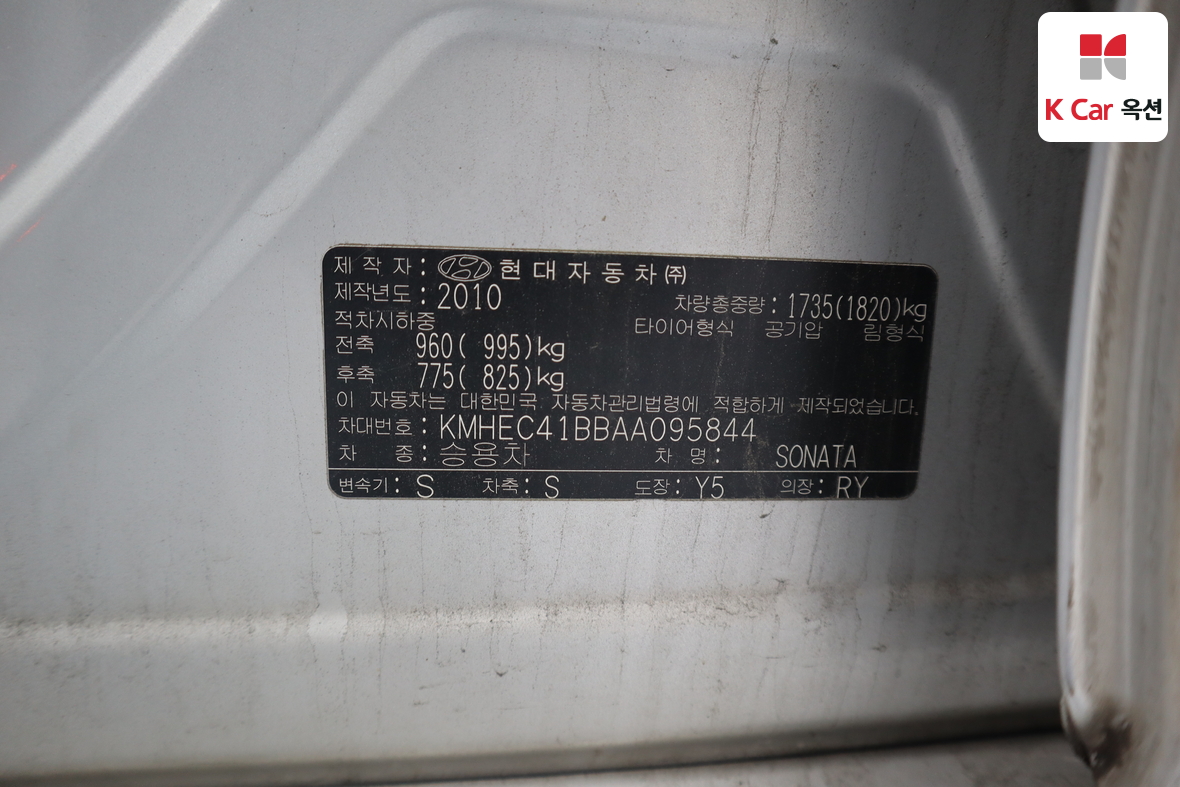 K Car 옥션
제 작 자 : 현 대 자 동 차 ㈜
제작년도 : 2010 차량총중량 : 1735(1820)kg
적차시하중 타이어형식 공기압 림형식
전축 960( 995)kg
후축 775( 825)kg
이 자동차는 대한민국 자동차관리법령에 적합하게 제작되었습니다.
차대번호 : KMHEC41BBAA095844
차 종 : 승용차 차 명 : SONATA
변속기 : S 차축 : S 도장 : Y5 의장 : RY